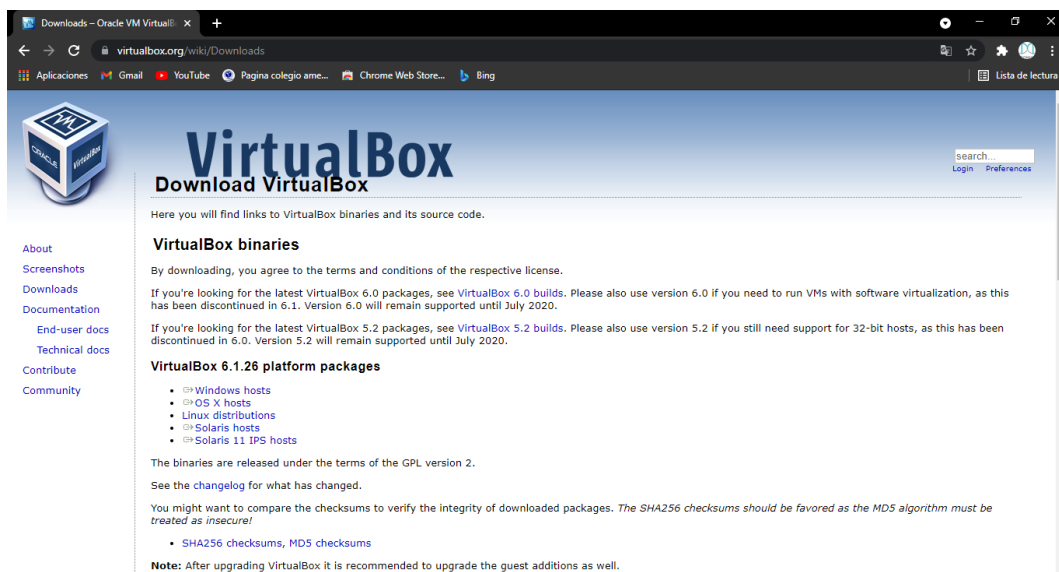 Downloads – Oracle VM VirtualB
virtualbox.org/wiki/Downloads
Aplicaciones Gmail YouTube Pagina colegio ame... Chrome Web Store... Bing Lista de lectura
ORACLE VM VirtualBox
VirtualBox
search...
Login Preferences
Download VirtualBox
Here you will find links to VirtualBox binaries and its source code.
About
Screenshots
Downloads
Documentation
End-user docs
Technical docs
Contribute
Community
VirtualBox binaries
By downloading, you agree to the terms and conditions of the respective license.
If you're looking for the latest VirtualBox 6.0 packages, see VirtualBox 6.0 builds. Please also use version 6.0 if you need to run VMs with software virtualization, as this
has been discontinued in 6.1. Version 6.0 will remain supported until July 2020.
If you're looking for the latest VirtualBox 5.2 packages, see VirtualBox 5.2 builds. Please also use version 5.2 if you still need support for 32-bit hosts, as this has been
discontinued in 6.0. Version 5.2 will remain supported until July 2020.
VirtualBox 6.1.26 platform packages
Windows hosts
OS X hosts
Linux distributions
Solaris hosts
Solaris 11 IPS hosts
The binaries are released under the terms of the GPL version 2.
See the changelog for what has changed.
You might want to compare the checksums to verify the integrity of downloaded packages. The SHA256 checksums should be favored as the MD5 algorithm must be
treated as insecure!
SHA256 checksums, MD5 checksums
Note: After upgrading VirtualBox it is recommended to upgrade the guest additions as well.